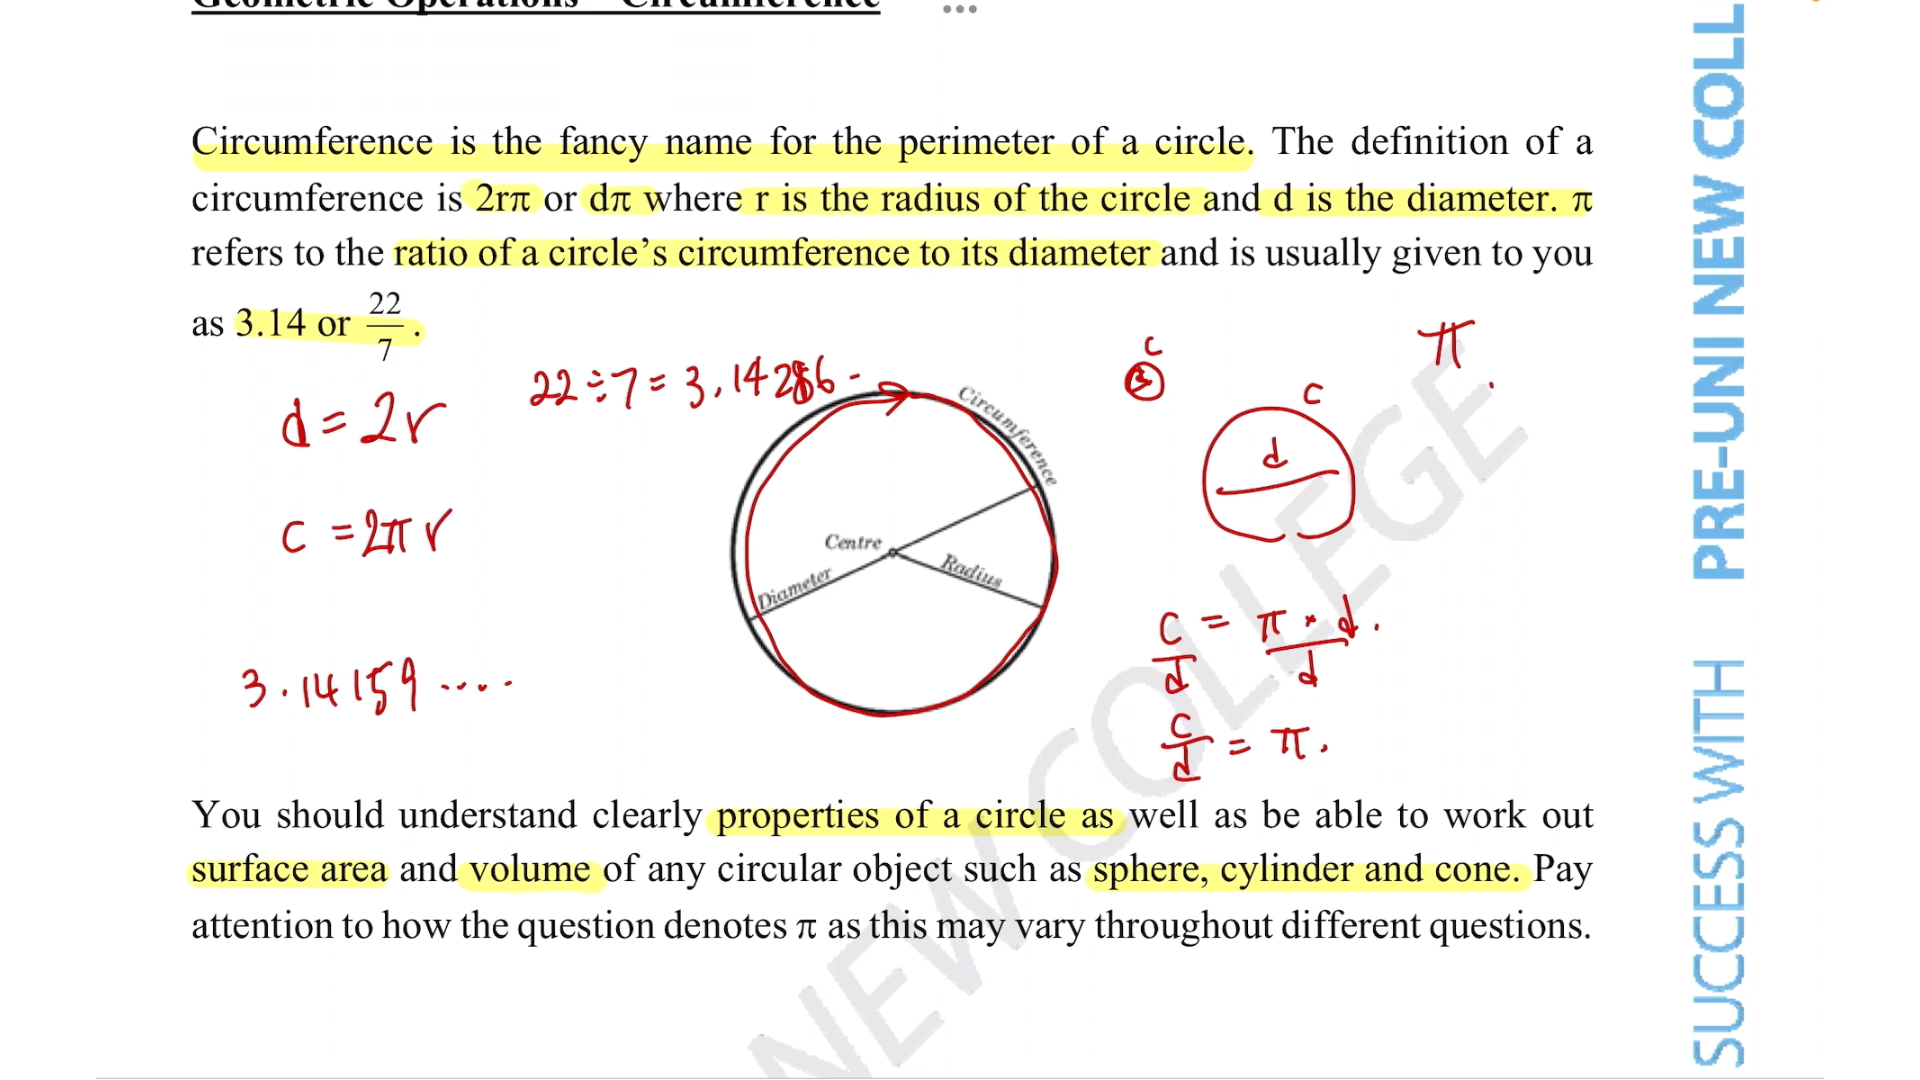 Geometric Operations – Circumference
Circumference is the fancy name for the perimeter of a circle. The definition of a
circumference is 2rπ or dπ where r is the radius of the circle and d is the diameter. π
refers to the ratio of a circle’s circumference to its diameter and is usually given to you
as 3.14 or 22/7.
22÷7=3.14286-
d=2r
c=2πr
3.14159....
Circumference
Centre
Diameter
Radius
c
π.
c
d
c/d = π × d./d
c/d = π.
You should understand clearly properties of a circle as well as be able to work out
surface area and volume of any circular object such as sphere, cylinder and cone. Pay
attention to how the question denotes π as this may vary throughout different questions.
NEW COLLEGE
SUCCESS WITH PRE-UNI NEW COLL